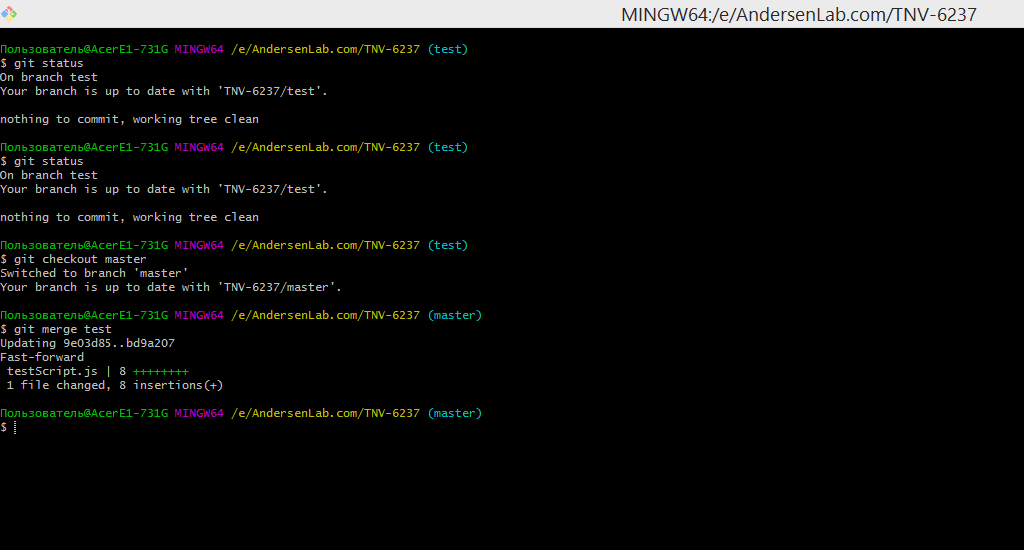 MINGW64:/e/AndersenLab.com/TNV-6237
Пользователь@AcerE1-731G MINGW64 /e/AndersenLab.com/TNV-6237 (test)
$ git status
On branch test
Your branch is up to date with 'TNV-6237/test'.
nothing to commit, working tree clean
Пользователь@AcerE1-731G MINGW64 /e/AndersenLab.com/TNV-6237 (test)
$ git status
On branch test
Your branch is up to date with 'TNV-6237/test'.
nothing to commit, working tree clean
Пользователь@AcerE1-731G MINGW64 /e/AndersenLab.com/TNV-6237 (test)
$ git checkout master
Switched to branch 'master'
Your branch is up to date with 'TNV-6237/master'.
Пользователь@AcerE1-731G MINGW64 /e/AndersenLab.com/TNV-6237 (master)
$ git merge test
Updating 9e03d85..bd9a207
Fast-forward
testScript.js | 8 ++++++++
1 file changed, 8 insertions(+)
Пользователь@AcerE1-731G MINGW64 /e/AndersenLab.com/TNV-6237 (master)
$